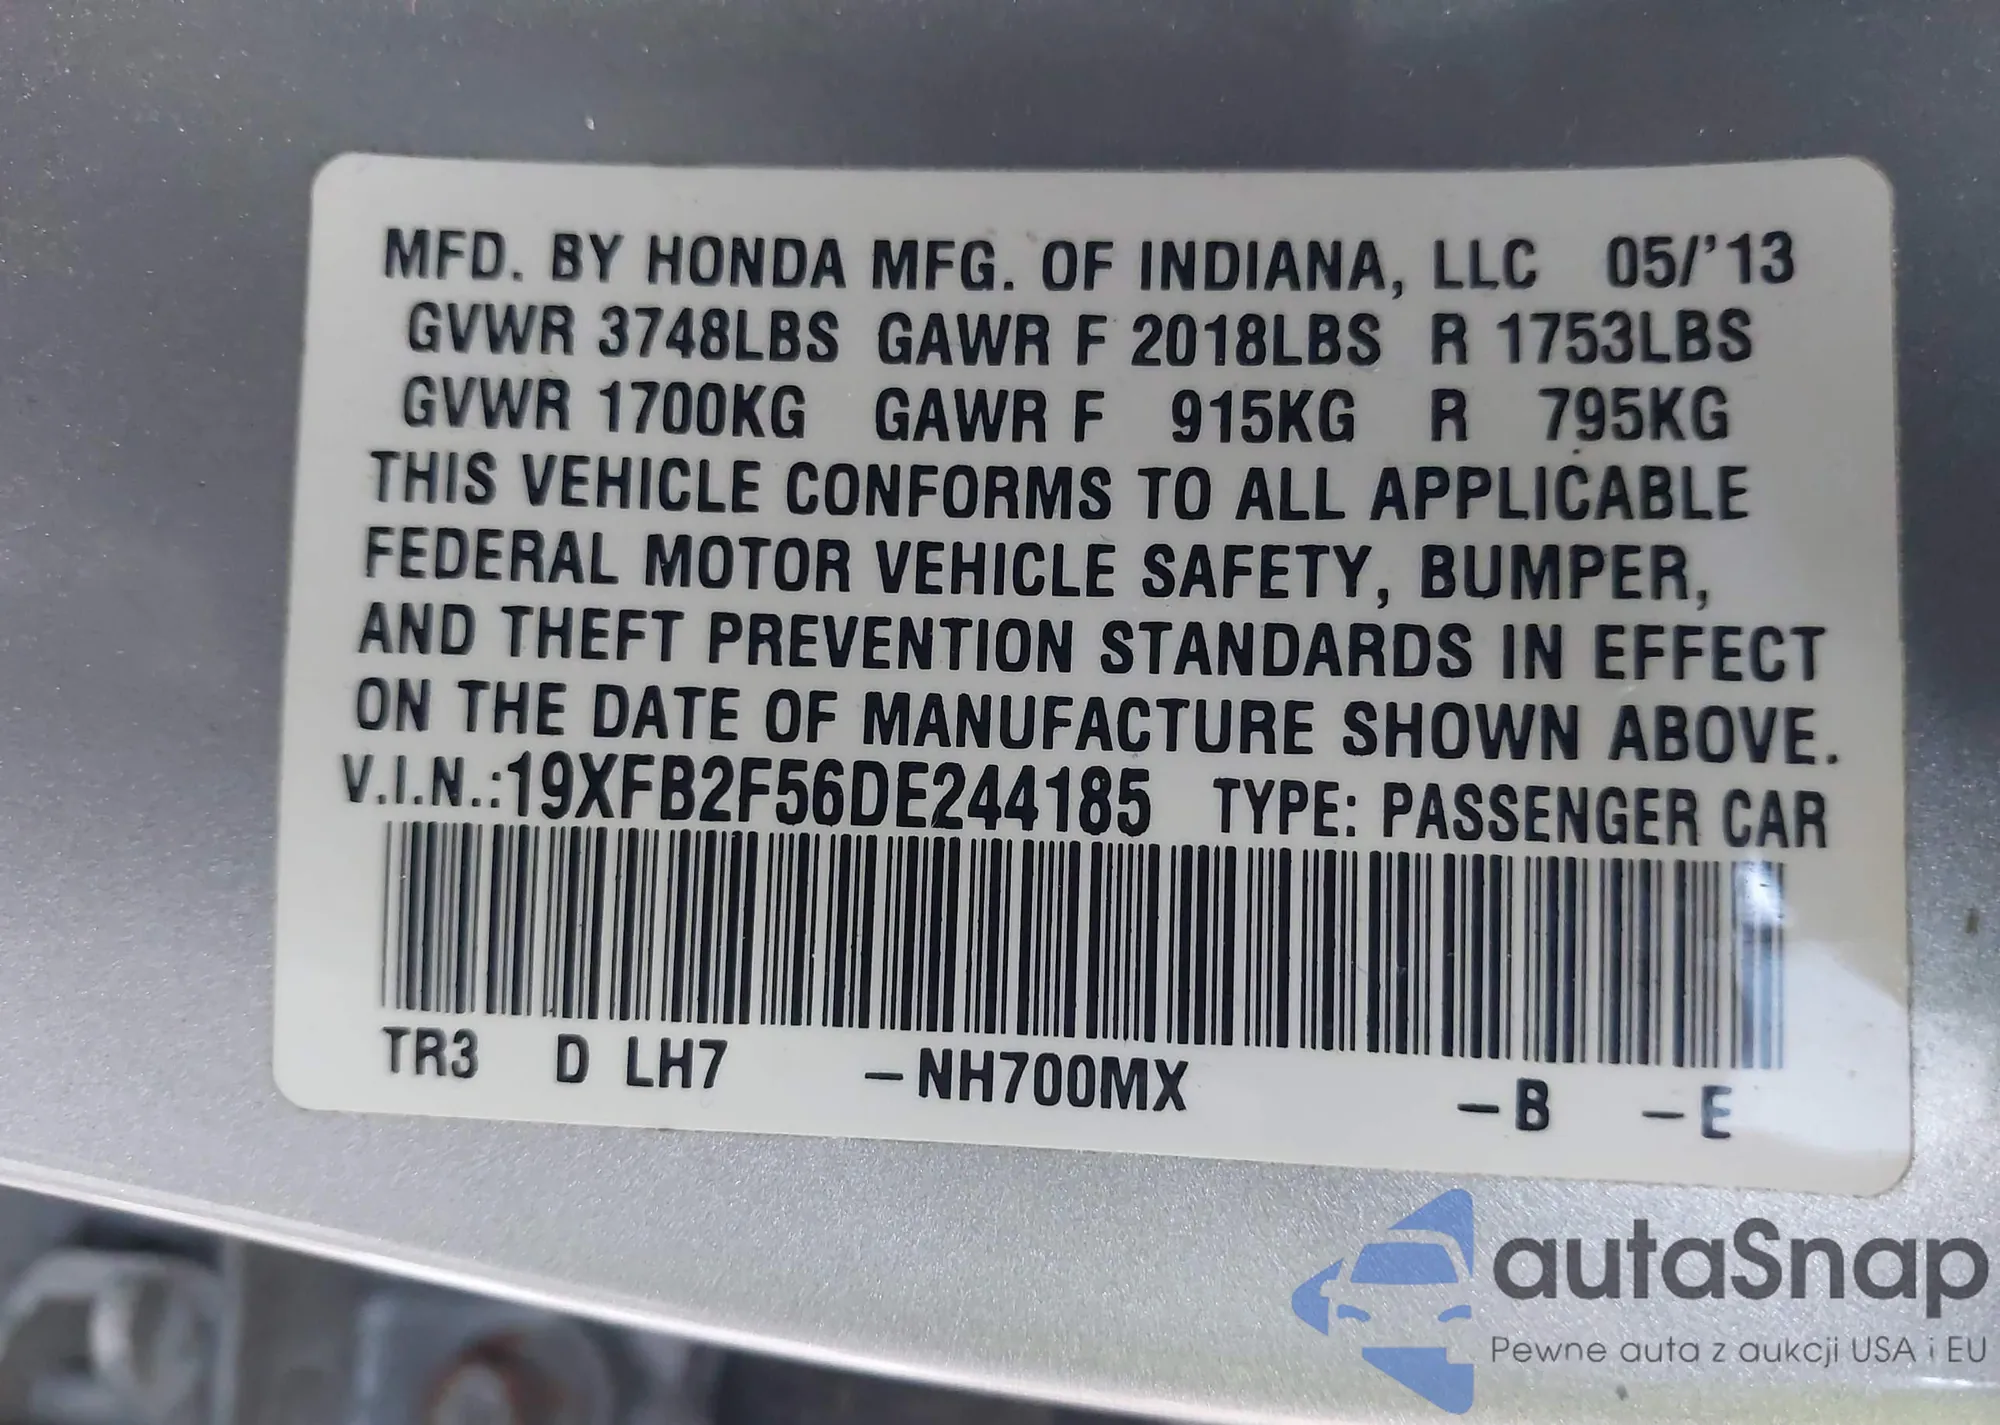 MFD. BY HONDA MFG. OF INDIANA, LLC 05/'13
GVWR 3748LBS GAWR F 2018LBS R 1753LBS
GVWR 1700KG GAWR F 915KG R 795KG
THIS VEHICLE CONFORMS TO ALL APPLICABLE
FEDERAL MOTOR VEHICLE SAFETY, BUMPER,
AND THEFT PREVENTION STANDARDS IN EFFECT
ON THE DATE OF MANUFACTURE SHOWN ABOVE.
V.I.N.:19XFB2F56DE244185 TYPE: PASSENGER CAR
TR3 D LH7 –NH700MX –B –E
autaSnap
Pewne auta z aukcji USA i EU